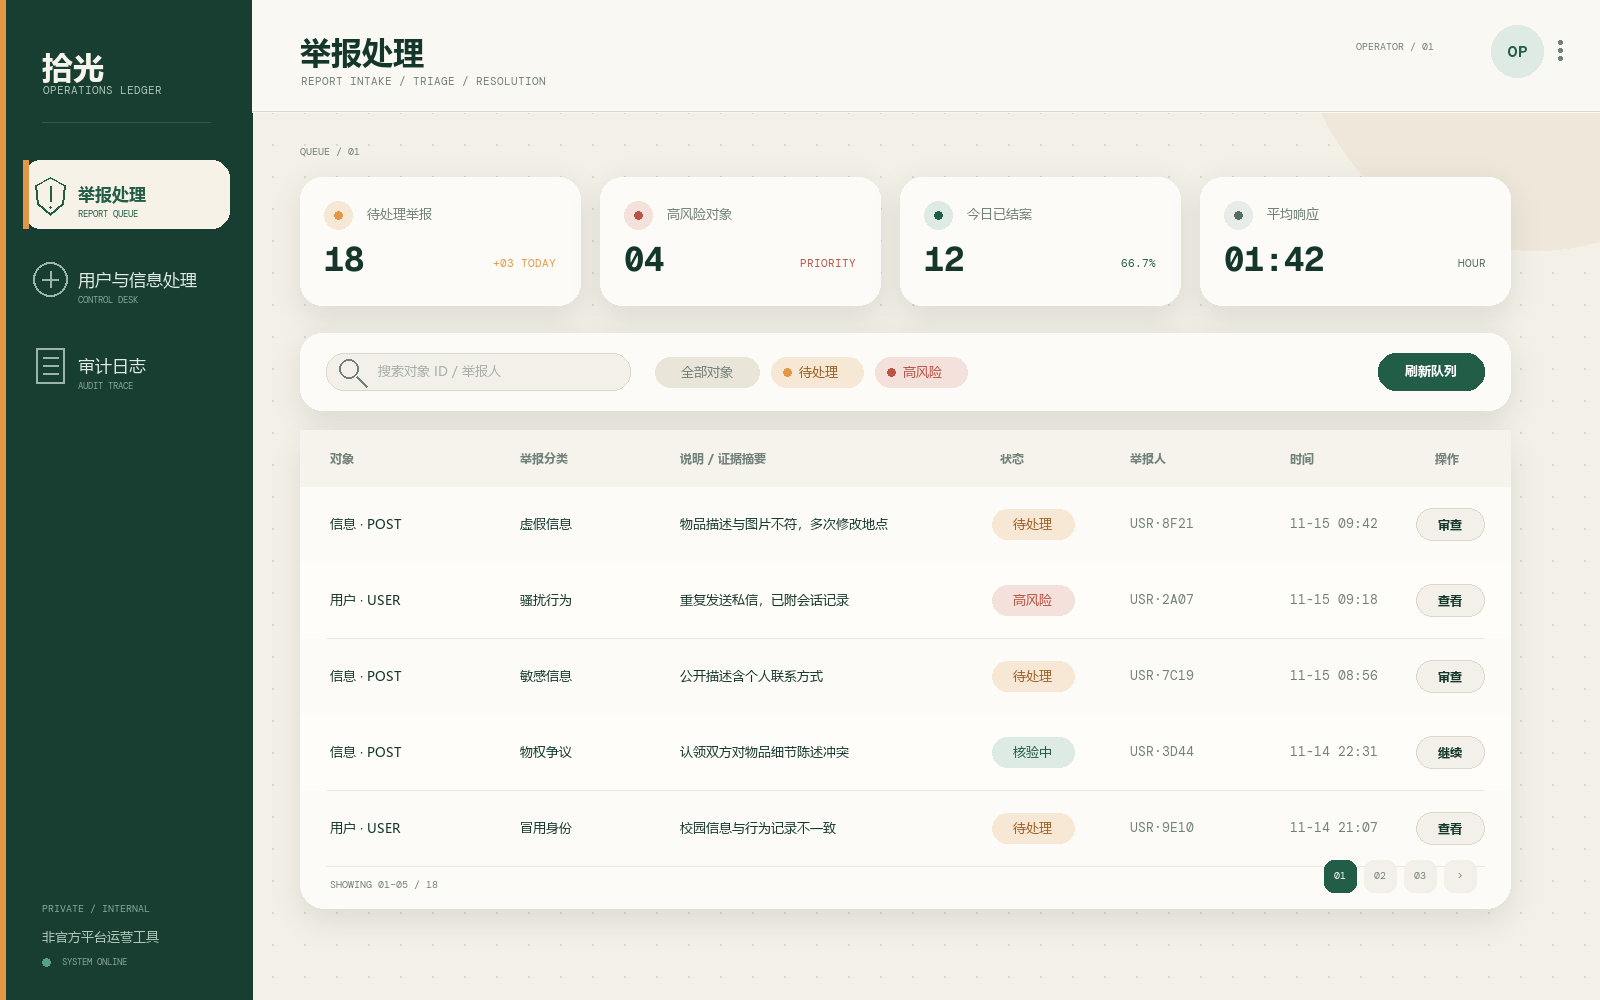 拾光
OPERATIONS LEDGER
举报处理
REPORT QUEUE
用户与信息处理
CONTROL DESK
审计日志
AUDIT TRACE
PRIVATE / INTERNAL
非官方平台运营工具
SYSTEM ONLINE
举报处理
REPORT INTAKE / TRIAGE / RESOLUTION
OPERATOR / 01
OP
QUEUE / 01
待处理举报
18
+03 TODAY
高风险对象
04
PRIORITY
今日已结案
12
66.7%
平均响应
01:42
HOUR
搜索对象 ID / 举报人
全部对象
待处理
高风险
刷新队列
对象 举报分类 说明 / 证据摘要 状态 举报人 时间 操作
信息 · POST 虚假信息 物品描述与图片不符，多次修改地点 待处理 USR·8F21 11-15 09:42 审查
用户 · USER 骚扰行为 重复发送私信，已附会话记录 高风险 USR·2A07 11-15 09:18 查看
信息 · POST 敏感信息 公开描述含个人联系方式 待处理 USR·7C19 11-15 08:56 审查
信息 · POST 物权争议 认领双方对物品细节陈述冲突 核验中 USR·3D44 11-14 22:31 继续
用户 · USER 冒用身份 校园信息与行为记录不一致 待处理 USR·9E10 11-14 21:07 查看
SHOWING 01-05 / 18
01 02 03 >